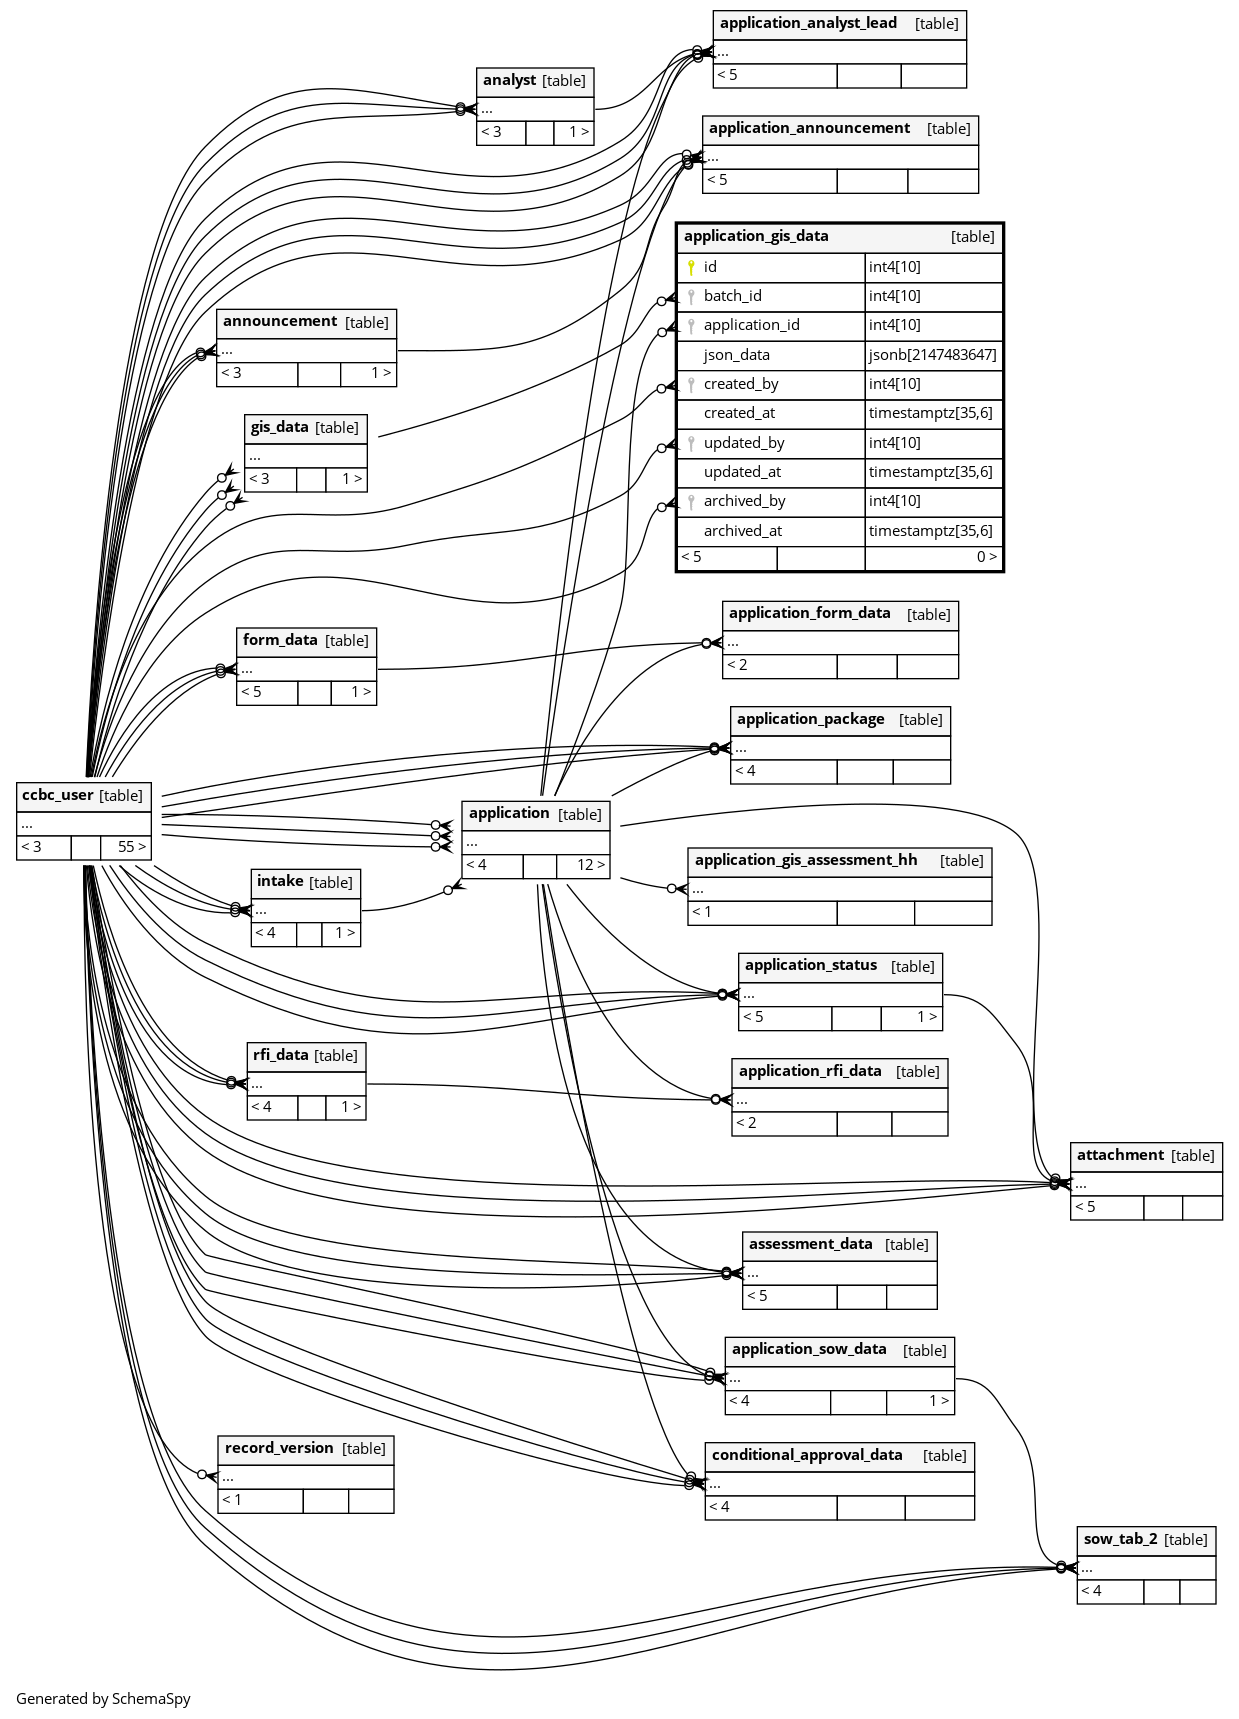 application_analyst_lead [table]
...
< 5
analyst [table]
...
< 3 1 >
application_announcement [table]
...
< 5
application_gis_data [table]
id int4[10]
batch_id int4[10]
application_id int4[10]
json_data jsonb[2147483647]
created_by int4[10]
created_at timestamptz[35,6]
updated_by int4[10]
updated_at timestamptz[35,6]
archived_by int4[10]
archived_at timestamptz[35,6]
< 5 0 >
announcement [table]
...
< 3 1 >
gis_data [table]
...
< 3 1 >
form_data [table]
...
< 5 1 >
application_form_data [table]
...
< 2
application_package [table]
...
< 4
ccbc_user [table]
...
< 3 55 >
application [table]
...
< 4 12 >
application_gis_assessment_hh [table]
...
< 1
intake [table]
...
< 4 1 >
application_status [table]
...
< 5 1 >
rfi_data [table]
...
< 4 1 >
application_rfi_data [table]
...
< 2
attachment [table]
...
< 5
assessment_data [table]
...
< 5
application_sow_data [table]
...
< 4 1 >
record_version [table]
...
< 1
conditional_approval_data [table]
...
< 4
sow_tab_2 [table]
...
< 4
Generated by SchemaSpy